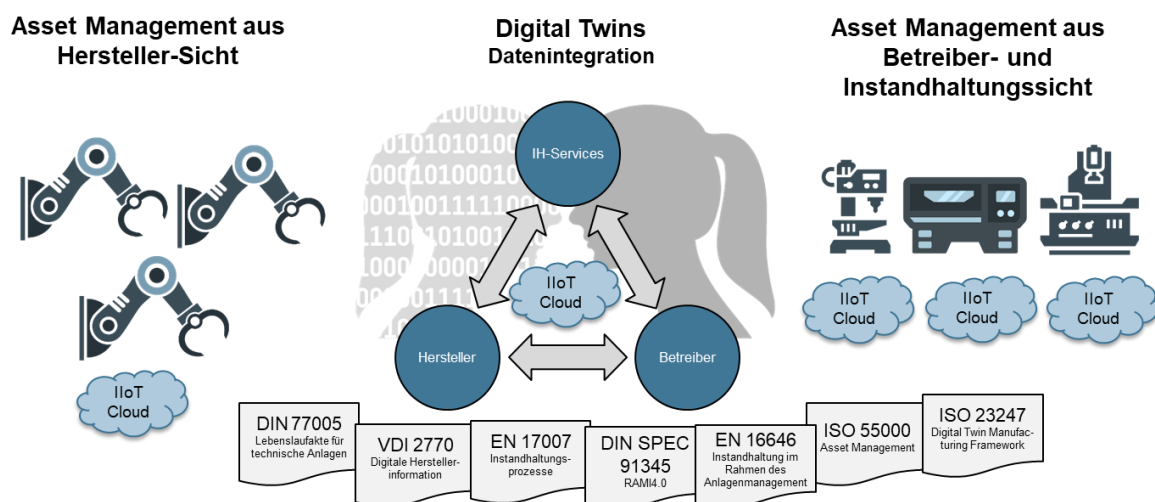 Asset Management aus
Hersteller-Sicht
IIoT
Cloud
Digital Twins
Datenintegration
IH-Services
IIoT
Cloud
Hersteller
Betreiber
Asset Management aus
Betreiber- und
Instandhaltungssicht
IIoT
Cloud
IIoT
Cloud
IIoT
Cloud
DIN 77005
Lebenslaufakte für
technische Anlagen
VDI 2770
Digitale Hersteller-
information
EN 17007
Instandhaltungs-
prozesse
DIN SPEC
91345
RAMI4.0
EN 16646
Instandhaltung im
Rahmen des
Anlagenmanagement
ISO 55000
Asset Management
ISO 23247
Digital Twin Manufac-
turing Framework